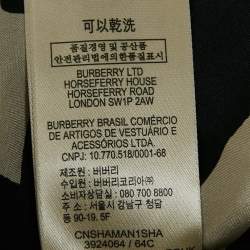 可以乾洗
품질경영 및 공산품
안전관리법에의한품질표시
BURBERRY LTD
HORSEFERRY HOUSE
HORSEFERRY ROAD
LONDON SW1P 2AW
BURBERRY BRASIL COMÉRCIO
DE ARTIGOS DE VESTUÁRIO E
ACESSÓRIOS LTDA.
CNPJ: 10.770.518/0001-68
제조원 : 버버리
수입원 : 버버리코리아㈜
소비자상담실 : 080 700 8800
주소 : 서울시 강남구 청담
동 90-19.5F
CNSHAMAN1SHA
3924064 / 64C